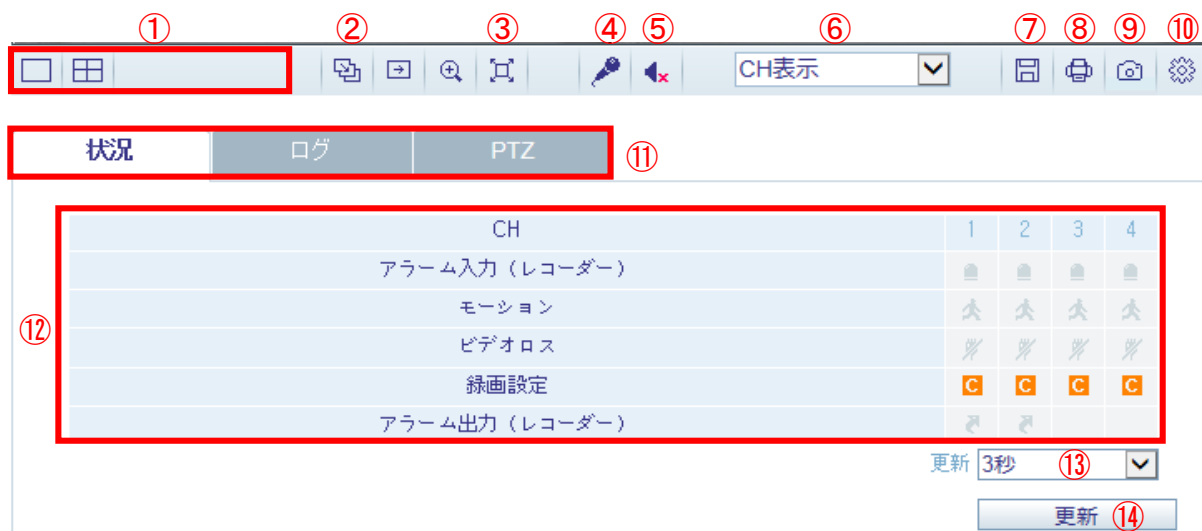 ① ② ③ ④ ⑤ ⑥ ⑦ ⑧ ⑨ ⑩
CH表示
状況 ログ PTZ ⑪
CH 1 2 3 4
アラーム入力（レコーダー）
モーション
⑫
ビデオロス
録画設定 C C C C
アラーム出力（レコーダー）
更新 3秒 ⑬
更新 ⑭